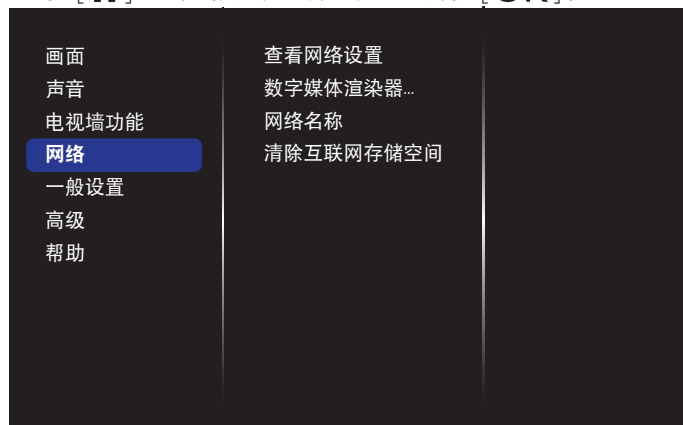 画面
声音
电视墙功能
网络
一般设置
高级
帮助
查看网络设置
数字媒体渲染器...
网络名称
清除互联网存储空间